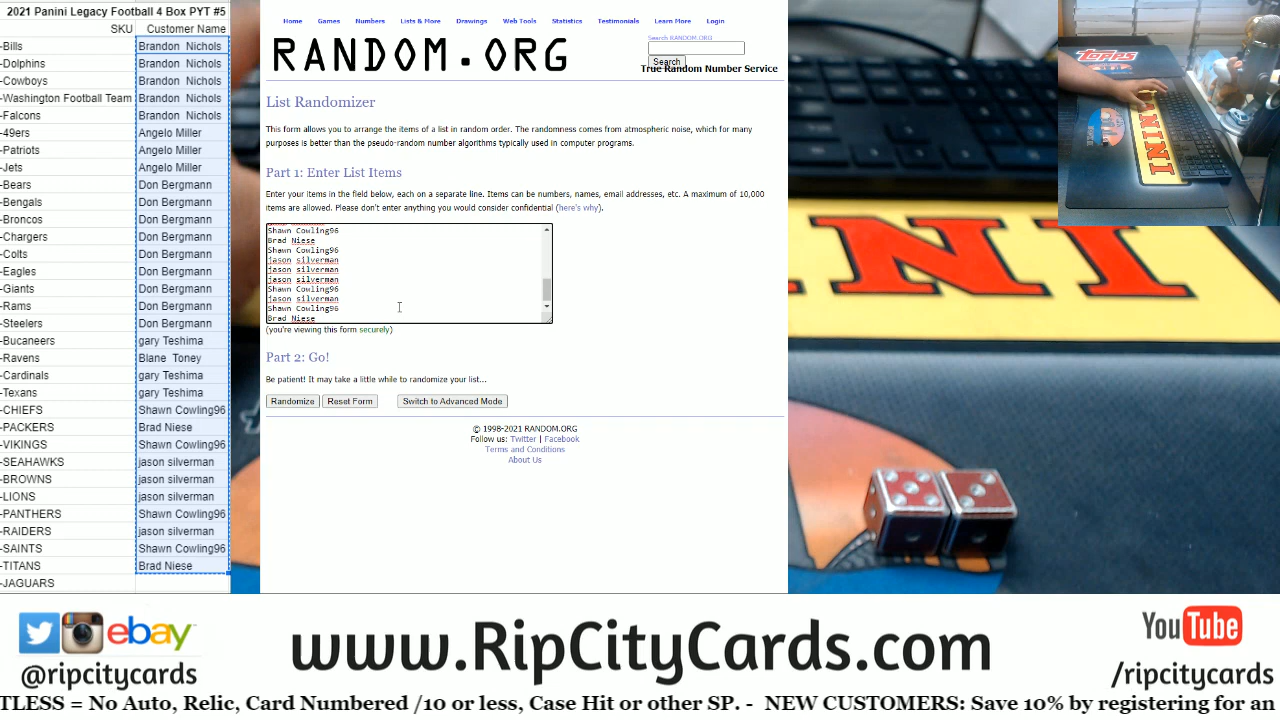 2021 Panini Legacy Football 4 Box PYT #5
SKU Customer Name
-Bills Brandon Nichols
-Dolphins Brandon Nichols
-Cowboys Brandon Nichols
-Washington Football Team Brandon Nichols
-Falcons Brandon Nichols
-49ers Angelo Miller
-Patriots Angelo Miller
-Jets Angelo Miller
-Bears Don Bergmann
-Bengals Don Bergmann
-Broncos Don Bergmann
-Chargers Don Bergmann
-Colts Don Bergmann
-Eagles Don Bergmann
-Giants Don Bergmann
-Rams Don Bergmann
-Steelers Don Bergmann
-Bucaneers gary Teshima
-Ravens Blane Toney
-Cardinals gary Teshima
-Texans gary Teshima
-CHIEFS Shawn Cowling96
-PACKERS Brad Niese
-VIKINGS Shawn Cowling96
-SEAHAWKS jason silverman
-BROWNS jason silverman
-LIONS jason silverman
-PANTHERS Shawn Cowling96
-RAIDERS jason silverman
-SAINTS Shawn Cowling96
-TITANS Brad Niese
-JAGUARS
Home Games Numbers Lists & More Drawings Web Tools Statistics Testimonials Learn More Login
RANDOM.ORG
Search RANDOM.ORG
Search
True Random Number Service
List Randomizer
This form allows you to arrange the items of a list in random order. The randomness comes from atmospheric noise, which for many
purposes is better than the pseudo-random number algorithms typically used in computer programs.
Part 1: Enter List Items
Enter your items in the field below, each on a separate line. Items can be numbers, names, email addresses, etc. A maximum of 10,000
items are allowed. Please don't enter anything you would consider confidential (here's why).
Shawn Cowling96
Brad Niese
Shawn Cowling96
jason silverman
jason silverman
jason silverman
Shawn Cowling96
jason silverman
Shawn Cowling96
Brad Niese
(you're viewing this form securely)
Part 2: Go!
Be patient! It may take a little while to randomize your list...
Randomize Reset Form Switch to Advanced Mode
© 1998-2021 RANDOM.ORG
Follow us: Twitter | Facebook
Terms and Conditions
About Us
TOPPS
ANINI
NINI
ebay
@ripcitycards
www.RipCityCards.com
YouTube
/ripcitycards
TLESS = No Auto, Relic, Card Numbered /10 or less, Case Hit or other SP. - NEW CUSTOMERS: Save 10% by registering for an